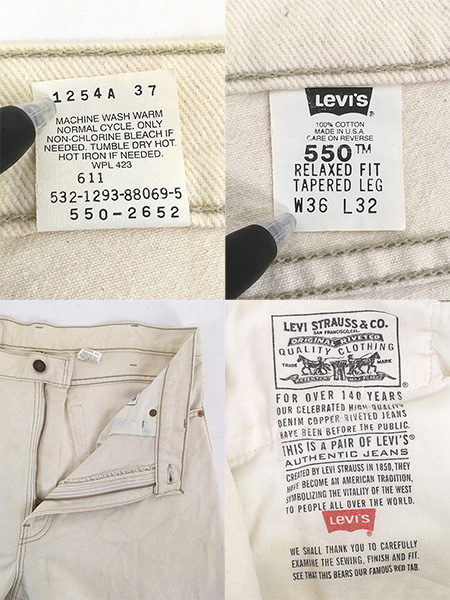 1254A 37
MACHINE WASH WARM
NORMAL CYCLE. ONLY
NON-CHLORINE BLEACH IF
NEEDED. TUMBLE DRY HOT.
HOT IRON IF NEEDED.
WPL 423
611
532-1293-88069-5
550-2652
LEVI'S
100% COTTON
MADE IN U.S.A.
CARE ON REVERSE
550™
RELAXED FIT
TAPERED LEG
W36 L32
LEVI STRAUSS & CO.
SAN FRANCISCO, CAL.
ORIGINAL RIVETED
QUALITY CLOTHING
TRADE MARK
FOR OVER 140 YEARS
OUR CELEBRATED HIGH QUALITY
DENIM COPPER RIVETED JEANS
HAVE BEEN BEFORE THE PUBLIC.
THIS IS A PAIR OF LEVI'S®
AUTHENTIC JEANS
CREATED BY LEVI STRAUSS IN 1850, THEY
HAVE BECOME AN AMERICAN TRADITION,
SYMBOLIZING THE VITALITY OF THE WEST
TO PEOPLE ALL OVER THE WORLD.
LEVI'S
WE SHALL THANK YOU TO CAREFULLY
EXAMINE THE SEWING, FINISH AND FIT.
SEE THAT THIS BEARS OUR FAMOUS RED TAB.